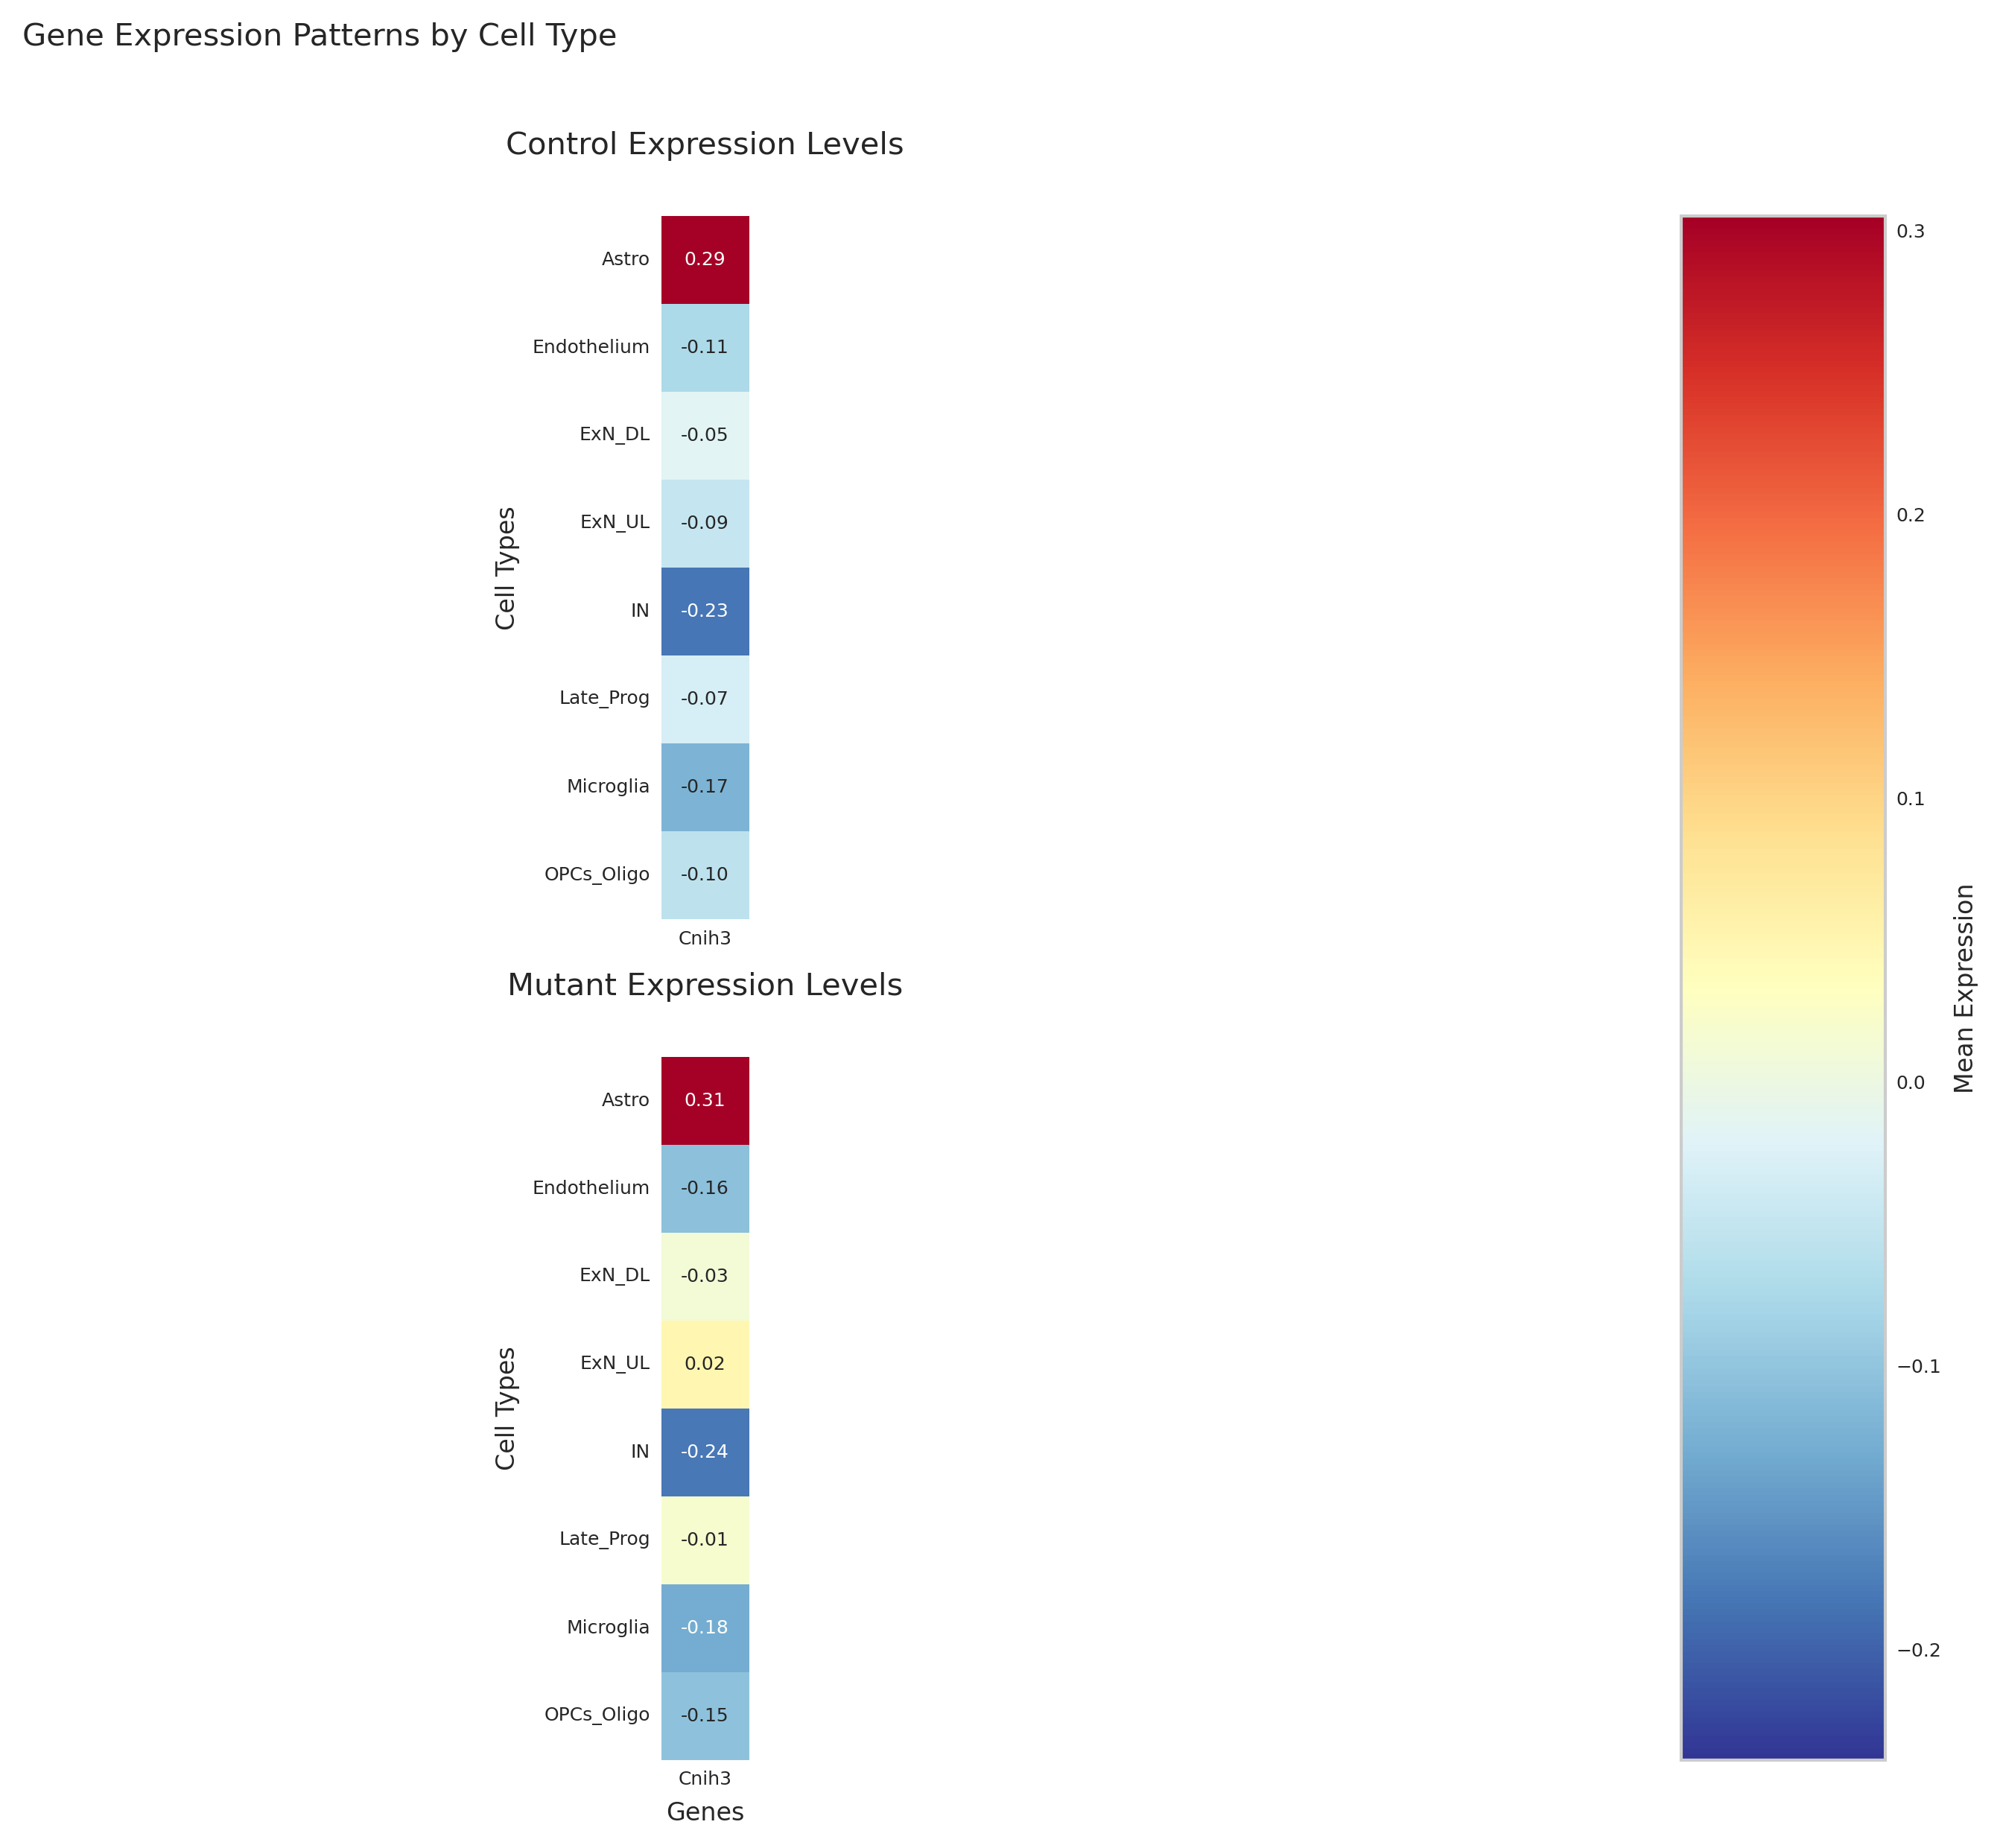 Gene Expression Patterns by Cell Type
Control Expression Levels
Cell Types
Astro 0.29
Endothelium -0.11
ExN_DL -0.05
ExN_UL -0.09
IN -0.23
Late_Prog -0.07
Microglia -0.17
OPCs_Oligo -0.10
Cnih3
Mutant Expression Levels
Cell Types
Astro 0.31
Endothelium -0.16
ExN_DL -0.03
ExN_UL 0.02
IN -0.24
Late_Prog -0.01
Microglia -0.18
OPCs_Oligo -0.15
Cnih3
Genes
0.3
0.2
0.1
0.0
−0.1
−0.2
Mean Expression